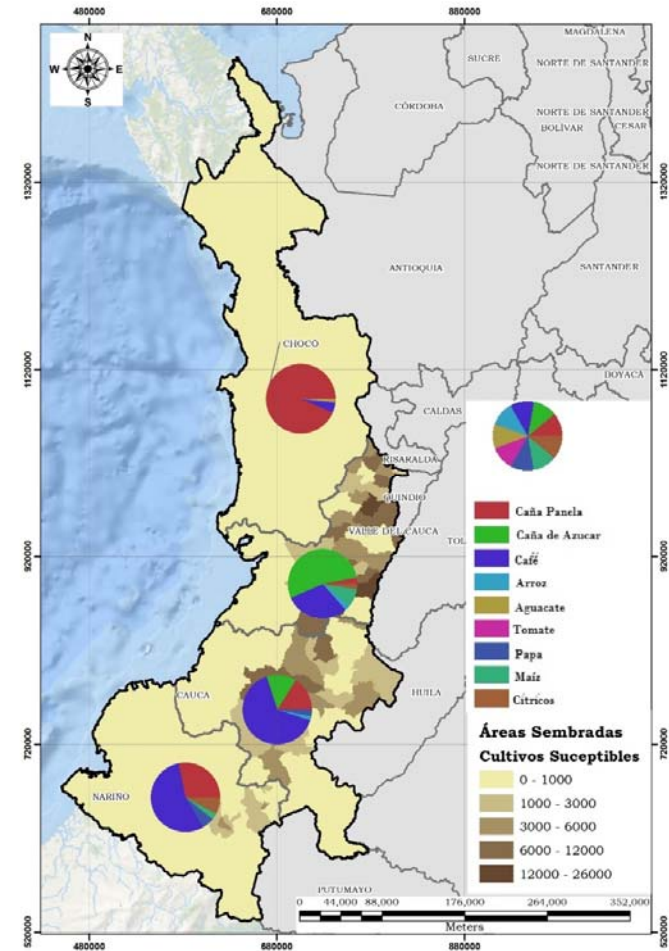 480000 680000 880000
N
W E
S
MAGDALENA
SUCRE
NORTE DE SANTANDER
CÓRDOBA
NORTE DE SANTANDER
BOLÍVAR CESAR
NORTE DE SANTANDER
1320000 1320000
ANTIOQUIA
SANTANDER
CHOCÓ
1120000 1120000
BOYACÁ
CALDAS
RISARALDA
QUINDIO
VALLE DEL CAUCA
TOL
920000 920000
Caña Panela
Caña de Azucar
Café
Arroz
Aguacate
Tomate
Papa
Maíz
Cítricos
CAUCA
HUILA
720000 720000
Áreas Sembradas
Cultivos Suceptibles
0 - 1000
1000 - 3000
3000 - 6000
6000 - 12000
12000 - 26000
NARIÑO
PUTUMAYO
0 44,000 88,000 176,000 264,000 352,000
Meters
520000 520000
480000 680000 880000